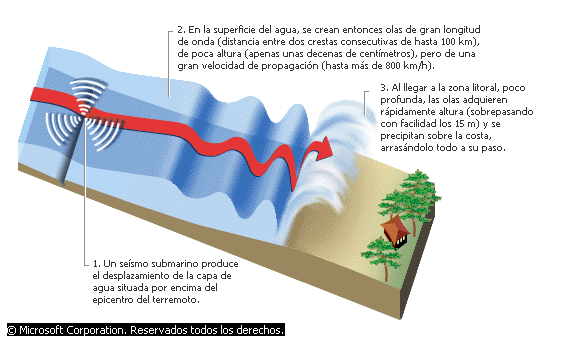 2. En la superficie del agua, se crean entonces olas de gran longitud
de onda (distancia entre dos crestas consecutivas de hasta 100 km),
de poca altura (apenas unas decenas de centímetros), pero de una
gran velocidad de propagación (hasta más de 800 km/h).
3. Al llegar a la zona litoral, poco
profunda, las olas adquieren
rápidamente altura (sobrepasando
con facilidad los 15 m) y se
precipitan sobre la costa,
arrasándolo todo a su paso.
1. Un seísmo submarino produce
el desplazamiento de la capa de
agua situada por encima del
epicentro del terremoto.
© Microsoft Corporation. Reservados todos los derechos.